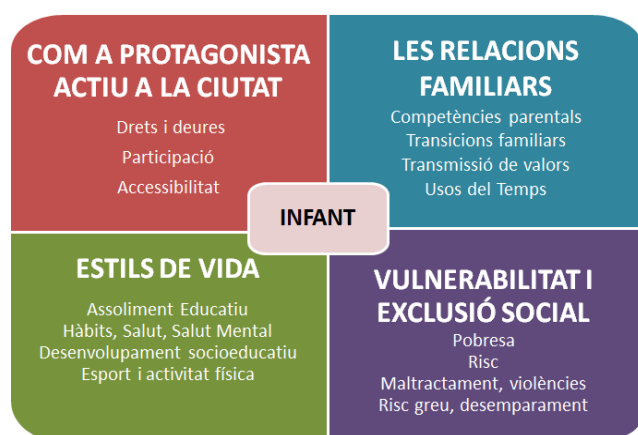 COM A PROTAGONISTA
ACTIU A LA CIUTAT
Drets i deures
Participació
Accessibilitat
LES RELACIONS
FAMILIARS
Competències parentals
Transicions familiars
Transmissió de valors
Usos del Temps
INFANT
ESTILS DE VIDA
Assoliment Educatiu
Hàbits, Salut, Salut Mental
Desenvolupament socioeducatiu
Esport i activitat física
VULNERABILITAT I
EXCLUSIÓ SOCIAL
Pobresa
Risc
Maltractament, violències
Risc greu, desemparament